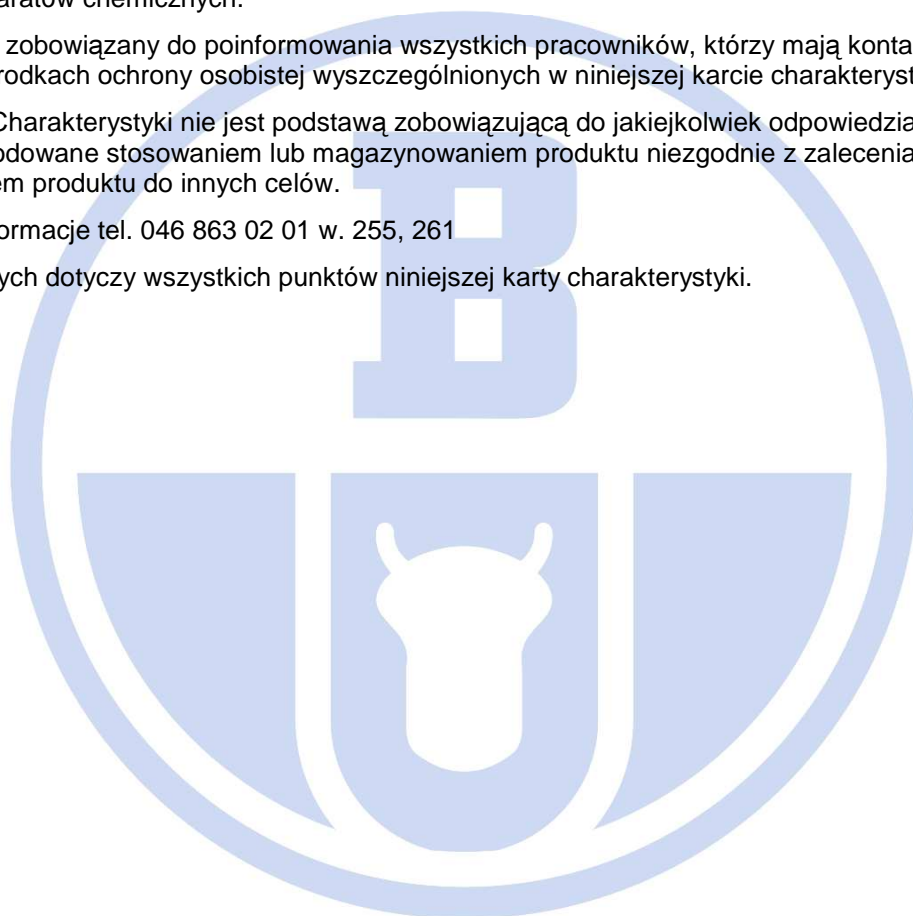 aratów chemicznych.
zobowiązany do poinformowania wszystkich pracowników, którzy mają konta
rodkach ochrony osobistej wyszczególnionych w niniejszej karcie charakteryst
Charakterystyki nie jest podstawą zobowiązującą do jakiejkolwiek odpowiedzia
odowane stosowaniem lub magazynowaniem produktu niezgodnie z zalecenia
em produktu do innych celów.
ormacje tel. 046 863 02 01 w. 255, 261
ych dotyczy wszystkich punktów niniejszej karty charakterystyki.
B